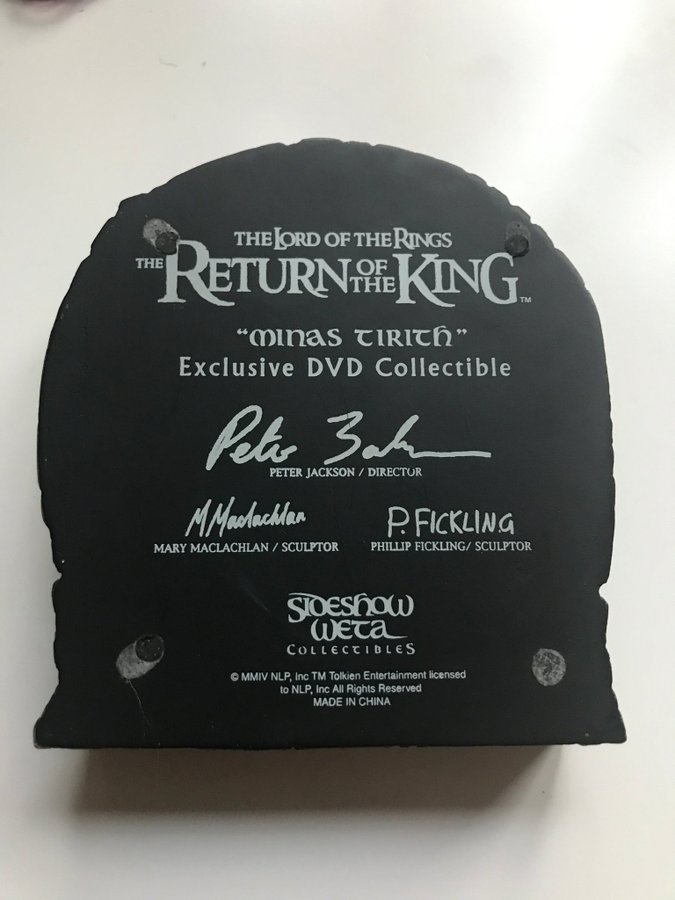 THE LORD OF THE RINGS
THE RETURN OF THE KING™
"MINAS TIRITH"
Exclusive DVD Collectible
PETER JACKSON / DIRECTOR
M Maclachlan P. FICKLING
MARY MACLACHLAN / SCULPTOR PHILLIP FICKLING/ SCULPTOR
SIDESHOW
WETA
COLLECTIBLES
© MMIV NLP, Inc TM Tolkien Entertainment licensed
to NLP, Inc All Rights Reserved
MADE IN CHINA